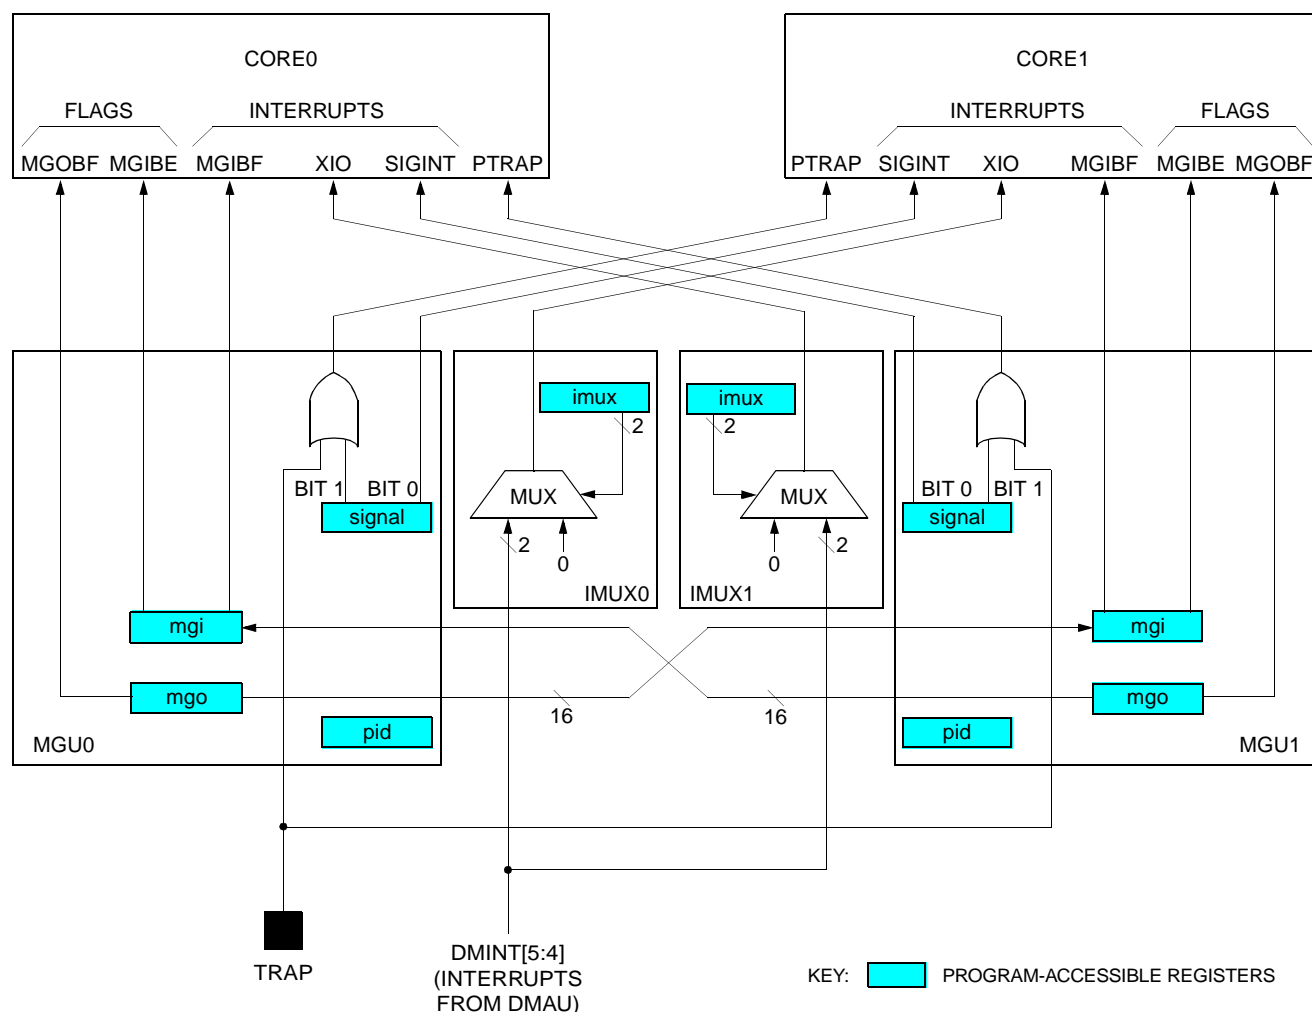 CORE0
CORE1
FLAGS INTERRUPTS
INTERRUPTS FLAGS
MGOBF MGIBE MGIBF XIO SIGINT PTRAP
PTRAP SIGINT XIO MGIBF MGIBE MGOBF
imux
imux
2
2
BIT 1 BIT 0
MUX
MUX
BIT 0 BIT 1
signal
signal
2
0
0
2
IMUX0
IMUX1
mgi
mgi
mgo
mgo
16
16
pid
pid
MGU0
MGU1
TRAP
DMINT[5:4]
(INTERRUPTS
FROM DMAU)
KEY: PROGRAM-ACCESSIBLE REGISTERS